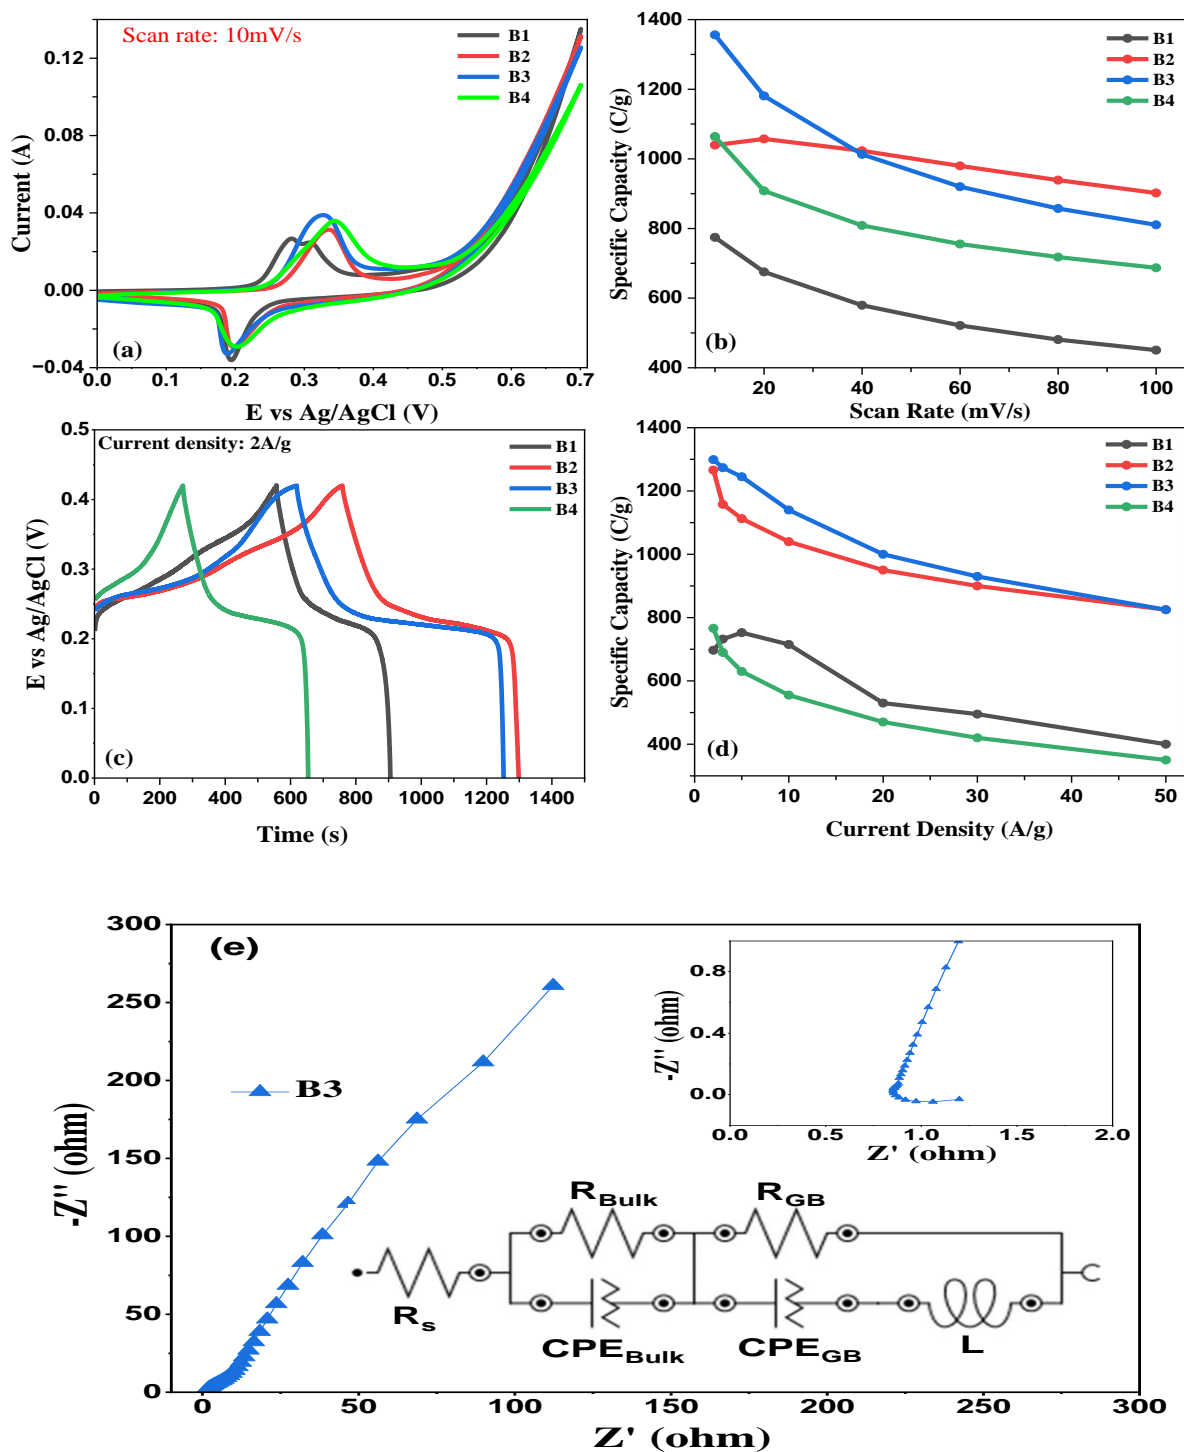 Scan rate: 10mV/s
B1
B2
B3
B4
0.12
0.08
0.04
0.00
−0.04
Current (A)
(a)
0.0 0.1 0.2 0.3 0.4 0.5 0.6 0.7
E vs Ag/AgCl (V)
B1
B2
B3
B4
1400
1200
1000
800
600
400
Specific Capacity (C/g)
(b)
20 40 60 80 100
Scan Rate (mV/s)
Current density: 2A/g
B1
B2
B3
B4
0.5
0.4
0.3
0.2
0.1
0.0
E vs Ag/AgCl (V)
(c)
0 200 400 600 800 1000 1200 1400
Time (s)
B1
B2
B3
B4
1400
1200
1000
800
600
400
Specific Capacity (C/g)
(d)
0 10 20 30 40 50
Current Density (A/g)
(e)
300
250
200
150
100
50
0
-Z'' (ohm)
B3
0.8
0.4
0.0
-Z'' (ohm)
0.0 0.5 1.0 1.5 2.0
Z' (ohm)
RBulk
RGB
Rs
CPEBulk
CPEGB
L
0 50 100 150 200 250 300
Z' (ohm)